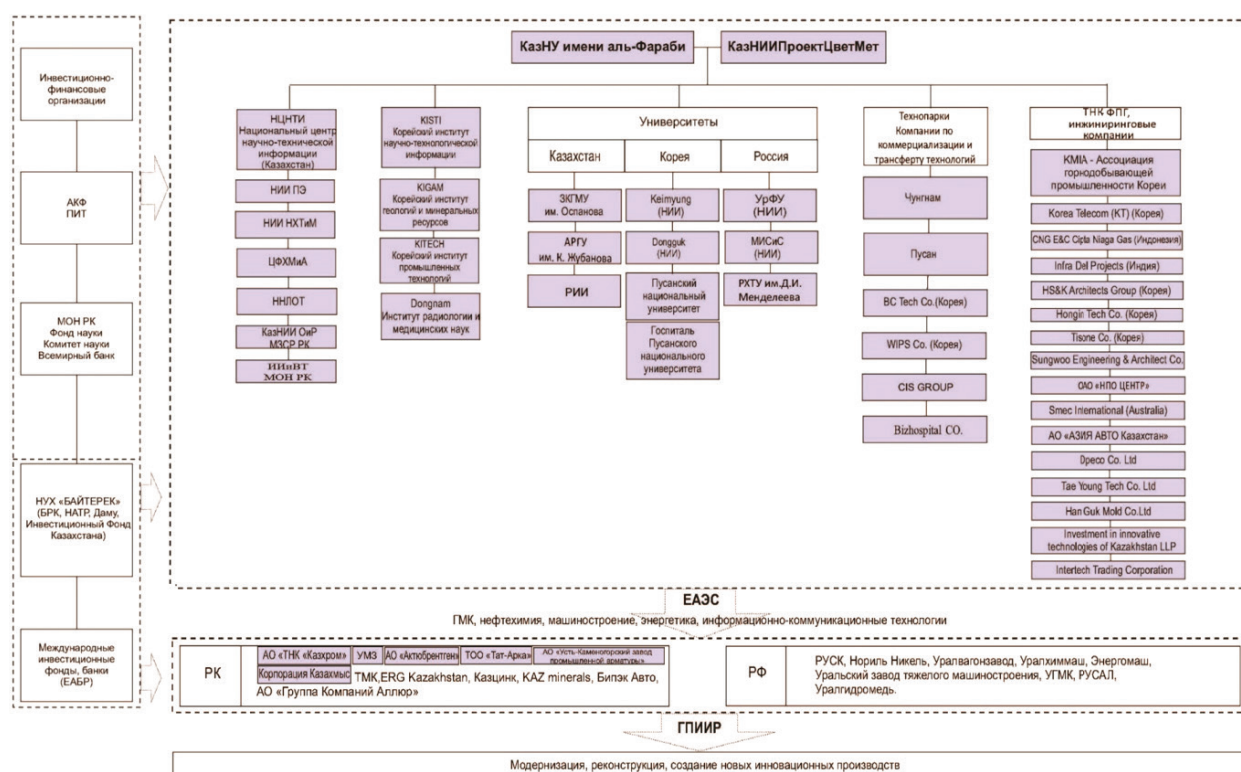 КазНУ имени аль-Фараби
КазНИИПроектЦветМет
Инвестиционно-
финансовые
организации
АКФ
ПИТ
МОН РК
Фонд науки
Комитет науки
Всемирный банк
НУХ «БАЙТЕРЕК»
(БРК, НАТР, Даму,
Инвестиционный Фонд
Казахстана)
Международные
инвестиционные
фонды, банки
(ЕАБР)
НЦНТИ
Национальный центр
научно-технической
информации
(Казахстан)
НИИ ПЭ
НИИ НХТиМ
ЦФХМиА
ННЛОТ
КазНИИ ОиР
МЗСР РК
ИИиВТ
МОН РК
KISTI
Корейский институт
научно-технологической
информации
KIGAM
Корейский институт
геологий и минеральных
ресурсов
KITECH
Корейский институт
промышленных
технологий
Dongnam
Институт радиологии и
медицинских наук
Университеты
Казахстан
Корея
Россия
ЗКГМУ
им. Оспанова
АРГУ
им. К. Жубанова
РИИ
Keimyung
(НИИ)
Dongguk
(НИИ)
Пусанский
национальный
университет
Госпиталь
Пусанского
национального
университета
УрФУ
(НИИ)
МИСиС
(НИИ)
РХТУ им.Д.И.
Менделеева
Технопарки
Компании по
коммерциализации и
трансферту технологий
Чунгнам
Пусан
BC Tech Co.(Корея)
WIPS Co. (Корея)
CIS GROUP
Bizhospital CO.
ТНК ФПГ,
инжиниринговые
компании
KMIA - Ассоциация
горнодобывающей
промышленности Кореи
Korea Telecom (KT) (Корея)
CNG E&C Cipta Niaga Gas (Индонезия)
Infra Del Projects (Индия)
HS&K Architects Group (Корея)
Hongin Tech Co. (Корея)
Tisone Co. (Корея)
Sungwoo Engineering & Architect Co.
ОАО «НПО ЦЕНТР»
Smec International (Australia)
АО «АЗИЯ АВТО Казахстан»
Dpeco Co. Ltd
Tae Young Tech Co. Ltd
Han Guk Mold Co.Ltd
Investment in innovative
technologies of Kazakhstan LLP
Intertech Trading Corporation
ЕАЭС
ГМК, нефтехимия, машиностроение, энергетика, информационно-коммуникационные технологии
РК
АО «ТНК «Казхром»
УМЗ
АО «Актюбрентген»
ТОО «Тат-Арка»
АО «Усть-Каменогорский завод
промышленной арматуры»
Корпорация Казахмыс
ТМК,ERG Kazakhstan, Казцинк, KAZ minerals, Бипэк Авто,
АО «Группа Компаний Аллюр»
РФ
РУСК, Нориль Никель, Уралвагонзавод, Уралхиммаш, Энергомаш,
Уральский завод тяжелого машиностроения, УГМК, РУСАЛ,
Уралгидромедь.
ГПИИР
Модернизация, реконструкция, создание новых инновационных производств